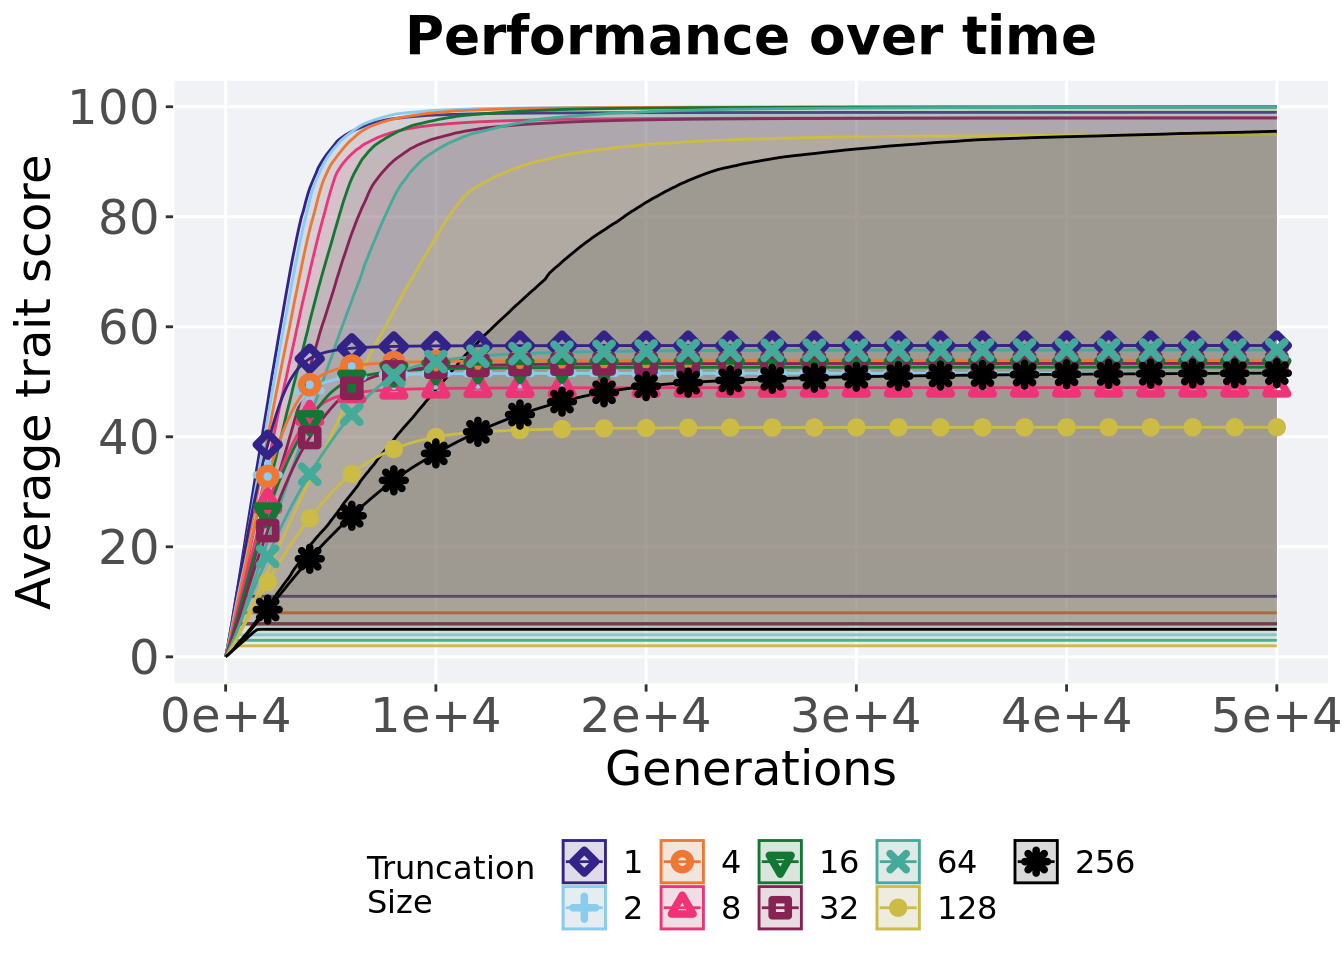 Performance over time
Average trait score
100
80
60
40
20
0
0e+4 1e+4 2e+4 3e+4 4e+4 5e+4
Generations
Truncation
Size
1 4 16 64 256
2 8 32 128